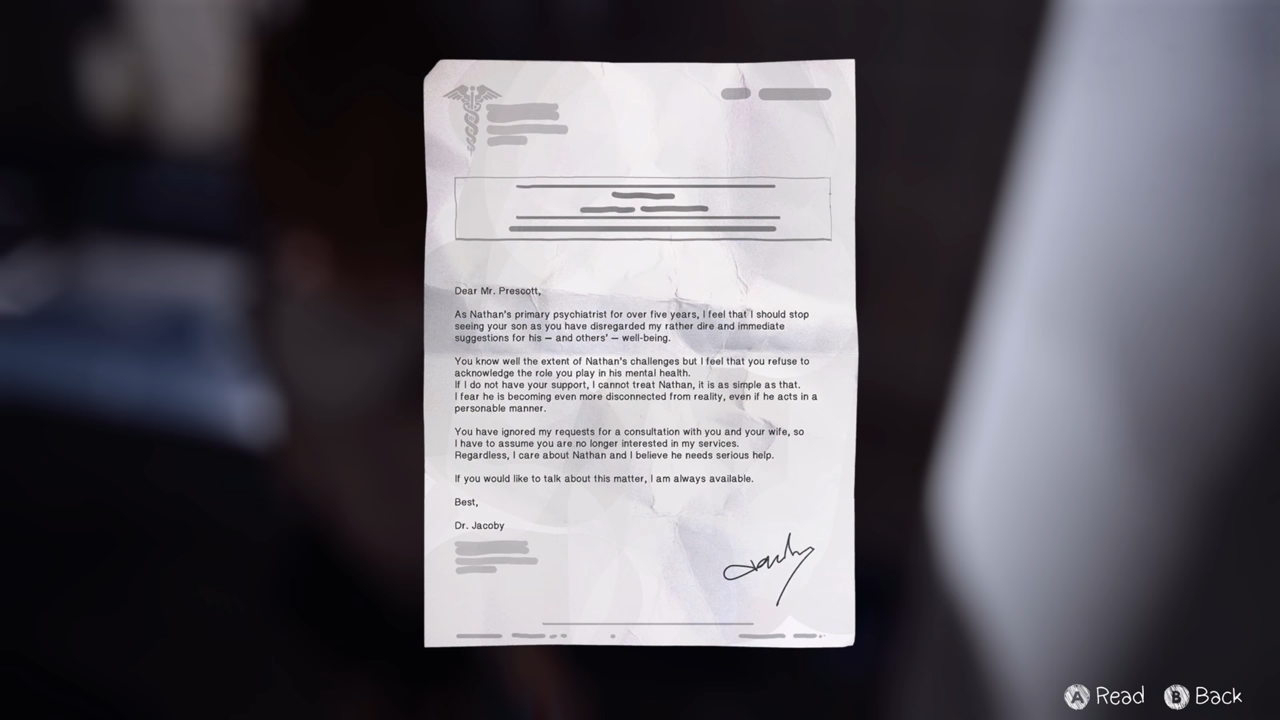 Dear Mr. Prescott,
As Nathan's primary psychiatrist for over five years, I feel that I should stop
seeing your son as you have disregarded my rather dire and immediate
suggestions for his — and others' — well-being.
You know well the extent of Nathan's challenges but I feel that you refuse to
acknowledge the role you play in his mental health.
If I do not have your support, I cannot treat Nathan, it is as simple as that.
I fear he is becoming even more disconnected from reality, even if he acts in a
personable manner.
You have ignored my requests for a consultation with you and your wife, so
I have to assume you are no longer interested in my services.
Regardless, I care about Nathan and I believe he needs serious help.
If you would like to talk about this matter, I am always available.
Best,
Dr. Jacoby
A Read B Back